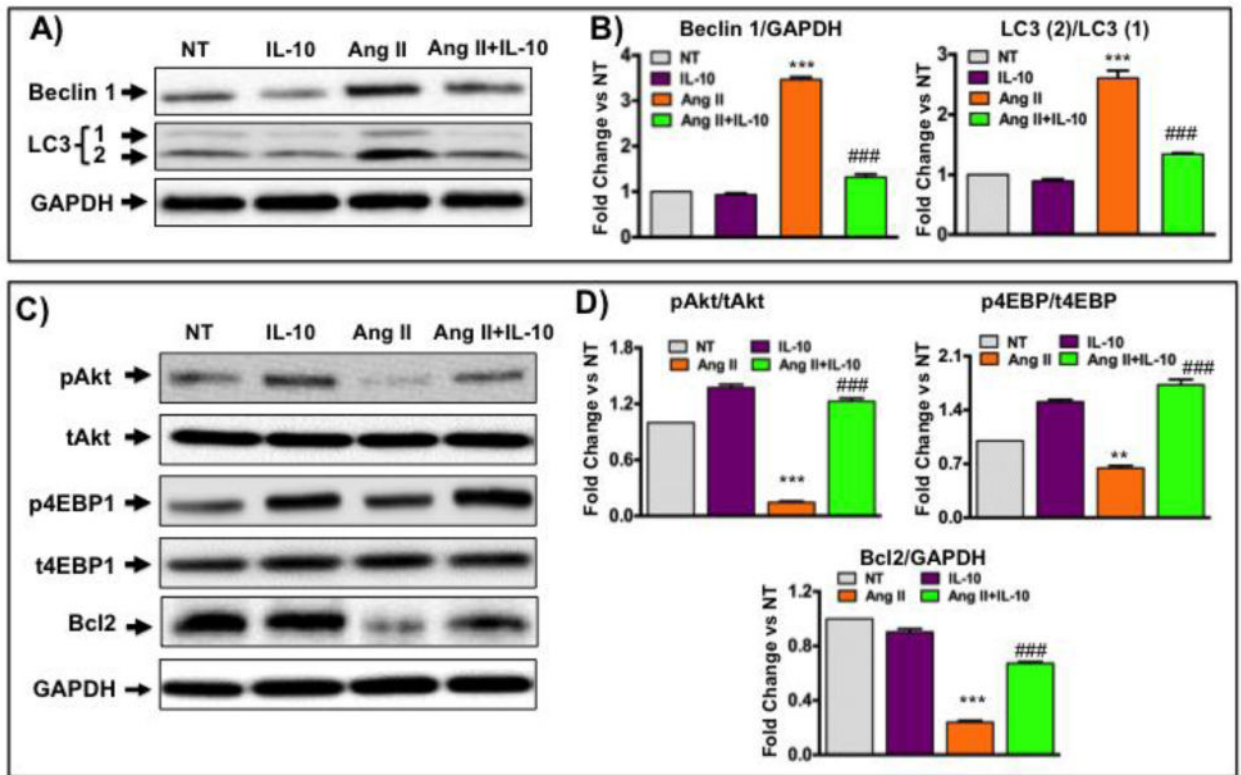 A)
NT IL-10 Ang II Ang II+IL-10
Beclin 1
LC3 1
2
GAPDH
B)
Beclin 1/GAPDH
Fold Change vs NT
4
3
2
1
0
NT
IL-10
Ang II
Ang II+IL-10
***
###
LC3 (2)/LC3 (1)
Fold Change vs NT
3
2
1
0
NT
IL-10
Ang II
Ang II+IL-10
***
###
C)
NT IL-10 Ang II Ang II+IL-10
pAkt
tAkt
p4EBP1
t4EBP1
Bcl2
GAPDH
D)
pAkt/tAkt
NT IL-10
Ang II Ang II+IL-10
Fold Change vs NT
1.8
1.2
0.6
0.0
***
###
p4EBP/t4EBP
NT IL-10
Ang II Ang II+IL-10
Fold Change vs NT
2.1
1.4
0.7
0.0
**
###
Bcl2/GAPDH
NT IL-10
Ang II Ang II+IL-10
Fold Change vs NT
1.2
0.8
0.4
0.0
***
###